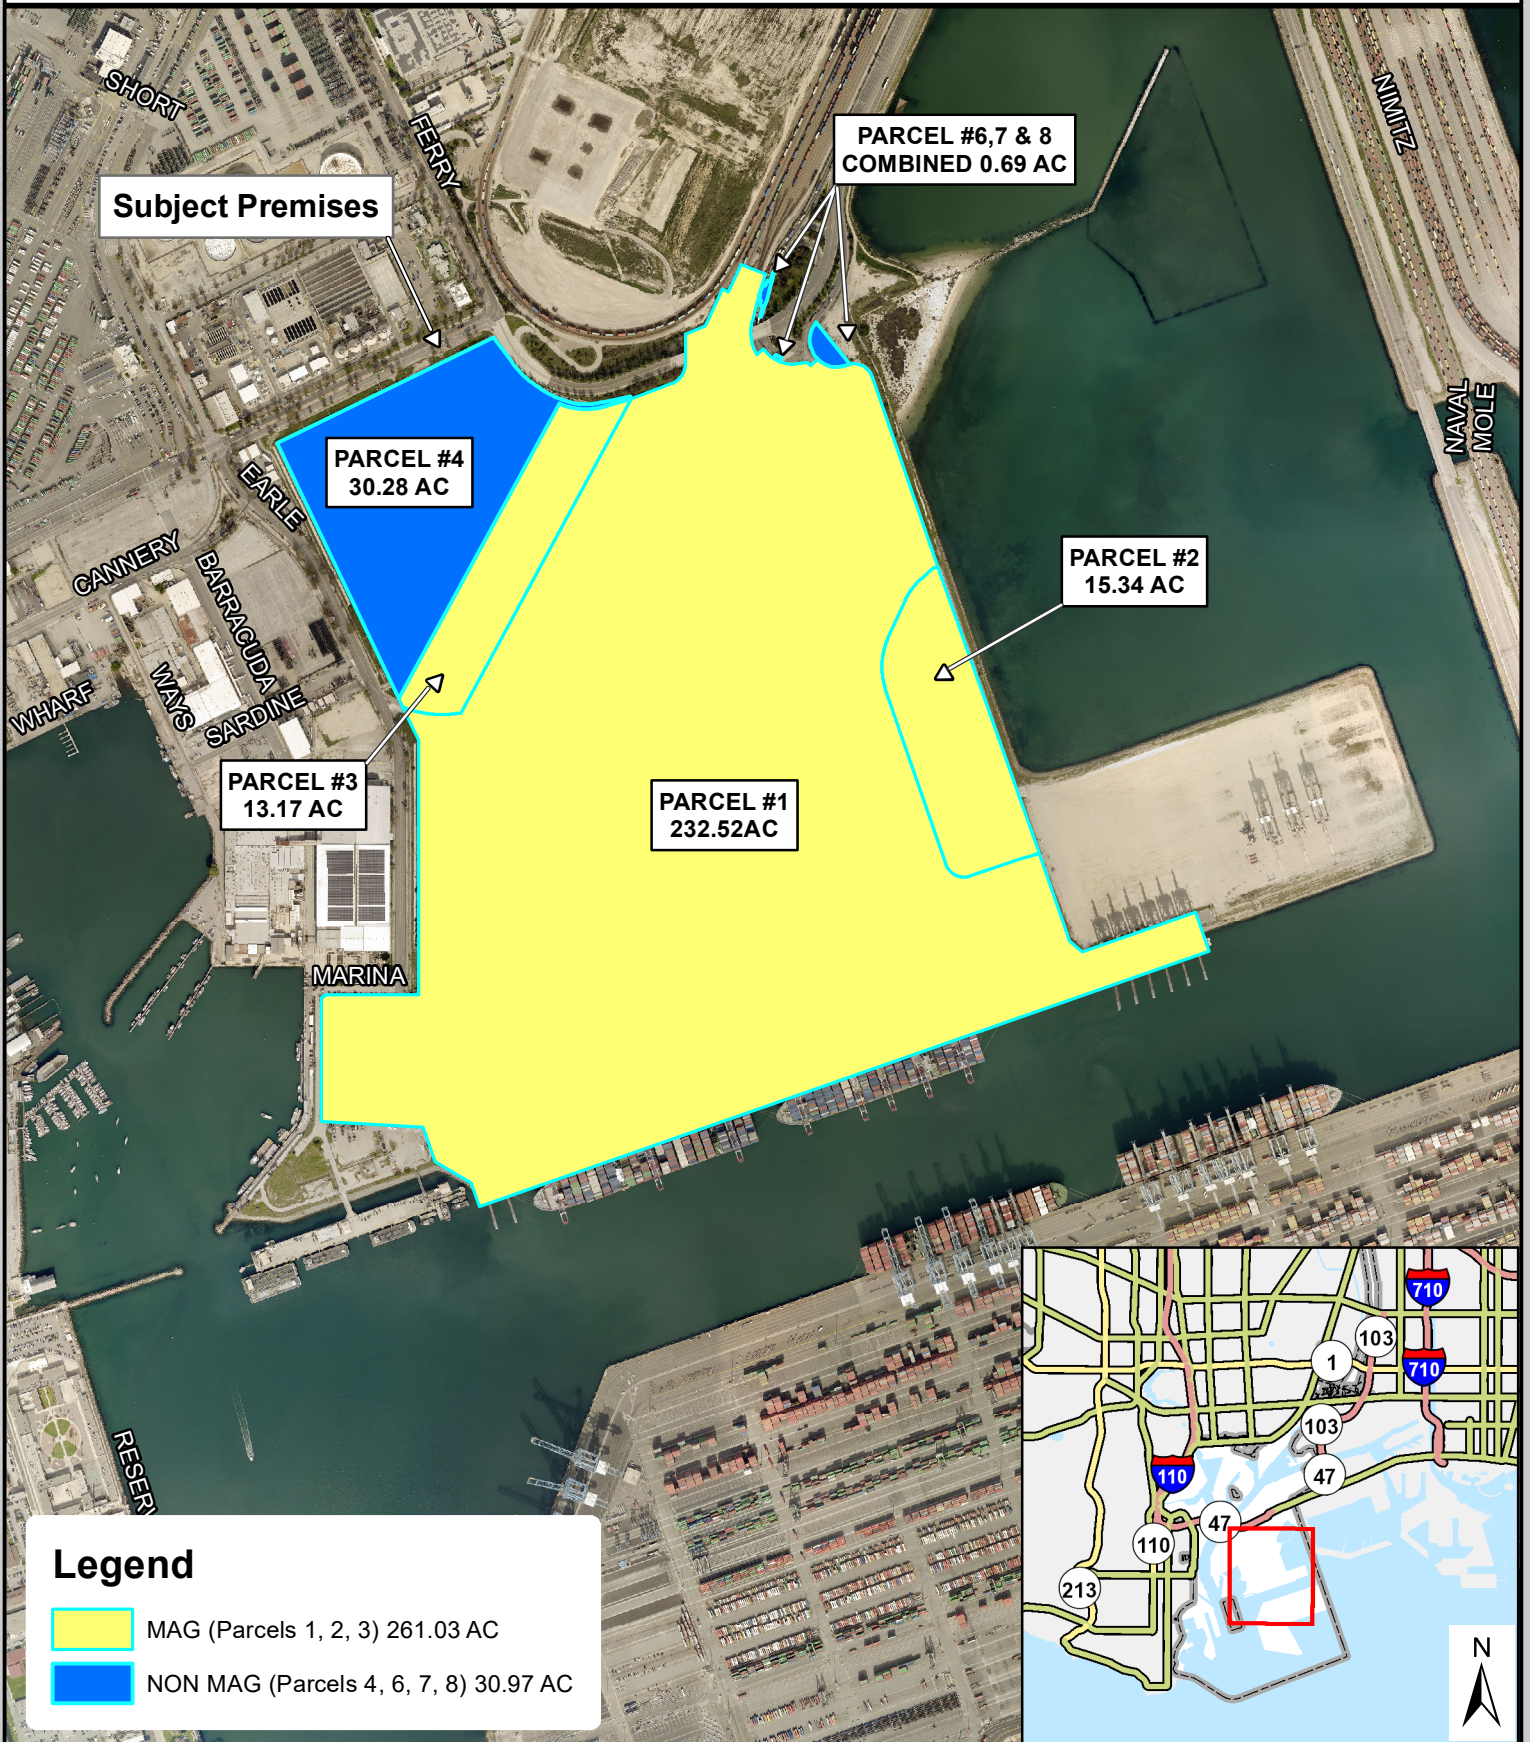 SHORT
FERRY
NIMITZ
PARCEL #6,7 & 8
COMBINED 0.69 AC
Subject Premises
NAVAL
MOLE
PARCEL #4
30.28 AC
EARLE
CANNERY
BARRACUDA
PARCEL #2
15.34 AC
WHARF
WAYS
SARDINE
PARCEL #3
13.17 AC
PARCEL #1
232.52AC
MARINA
710
103
1
710
103
47
110
47
110
213
RESERV
Legend
MAG (Parcels 1, 2, 3) 261.03 AC
NON MAG (Parcels 4, 6, 7, 8) 30.97 AC
N